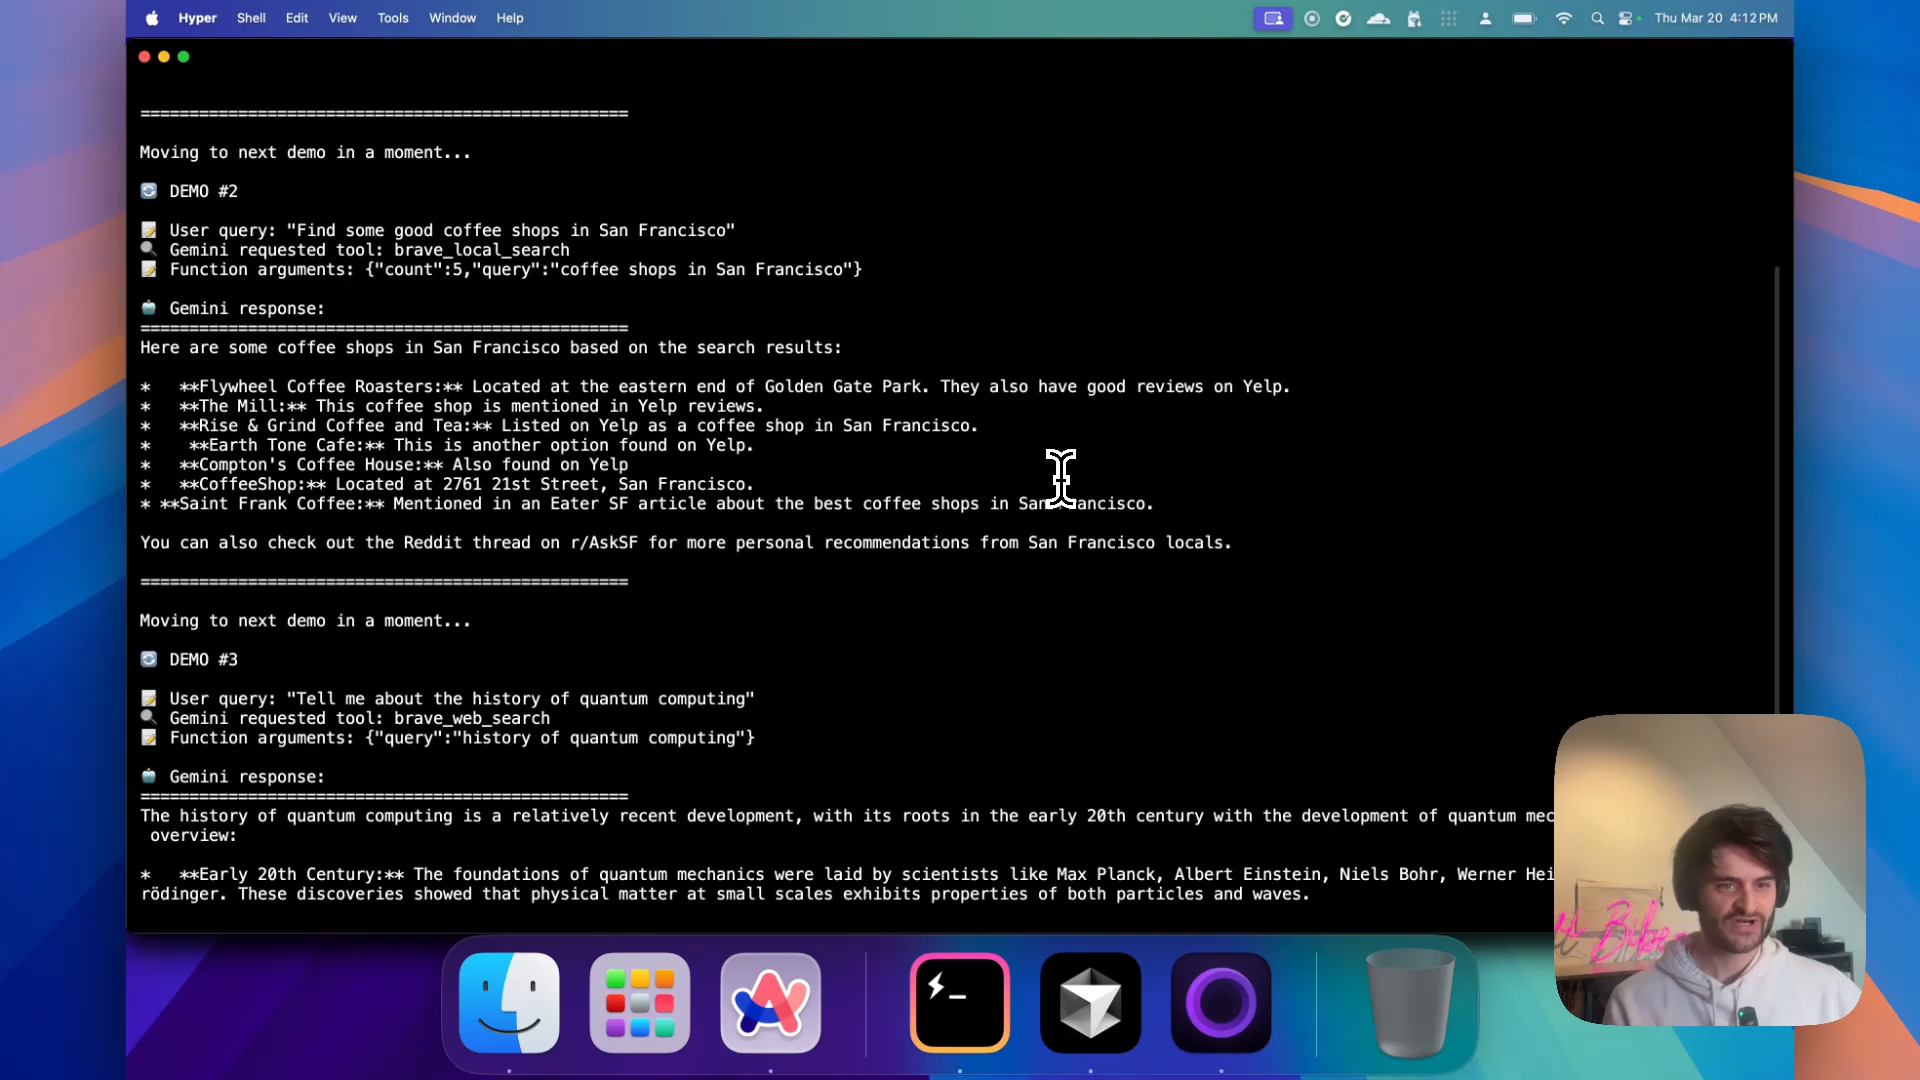 Hyper Shell Edit View Tools Window Help Thu Mar 20 4:12 PM
==================================================
Moving to next demo in a moment...
DEMO #2
User query: "Find some good coffee shops in San Francisco"
Gemini requested tool: brave_local_search
Function arguments: {"count":5,"query":"coffee shops in San Francisco"}
Gemini response:
==================================================
Here are some coffee shops in San Francisco based on the search results:
*   **Flywheel Coffee Roasters:** Located at the eastern end of Golden Gate Park. They also have good reviews on Yelp.
*   **The Mill:** This coffee shop is mentioned in Yelp reviews.
*   **Rise & Grind Coffee and Tea:** Listed on Yelp as a coffee shop in San Francisco.
*    **Earth Tone Cafe:** This is another option found on Yelp.
*   **Compton's Coffee House:** Also found on Yelp
*   **CoffeeShop:** Located at 2761 21st Street, San Francisco.
* **Saint Frank Coffee:** Mentioned in an Eater SF article about the best coffee shops in San Francisco.
You can also check out the Reddit thread on r/AskSF for more personal recommendations from San Francisco locals.
==================================================
Moving to next demo in a moment...
DEMO #3
User query: "Tell me about the history of quantum computing"
Gemini requested tool: brave_web_search
Function arguments: {"query":"history of quantum computing"}
Gemini response:
==================================================
The history of quantum computing is a relatively recent development, with its roots in the early 20th century with the development of quantum mec
overview:
*   **Early 20th Century:** The foundations of quantum mechanics were laid by scientists like Max Planck, Albert Einstein, Niels Bohr, Werner Hei
rödinger. These discoveries showed that physical matter at small scales exhibits properties of both particles and waves.